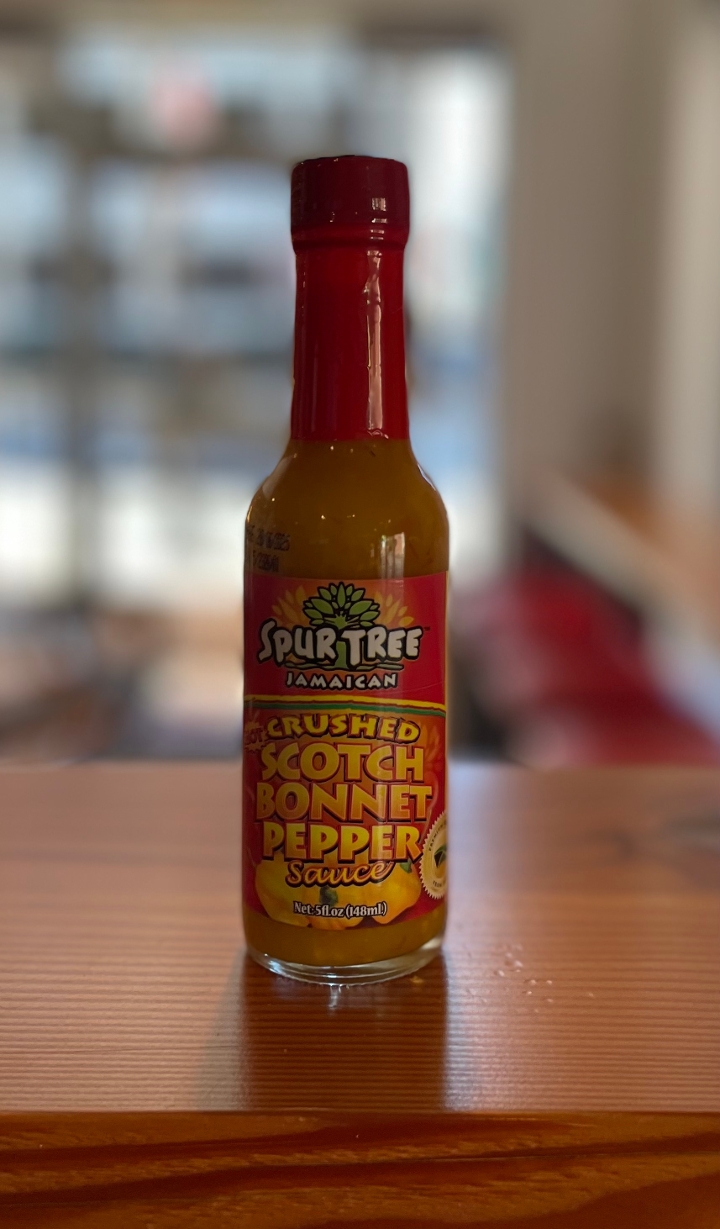 SPUR TREE
JAMAICAN
CRUSHED
SCOTCH
BONNET
PEPPER
Sauce
Net: 5fl.oz (148ml)